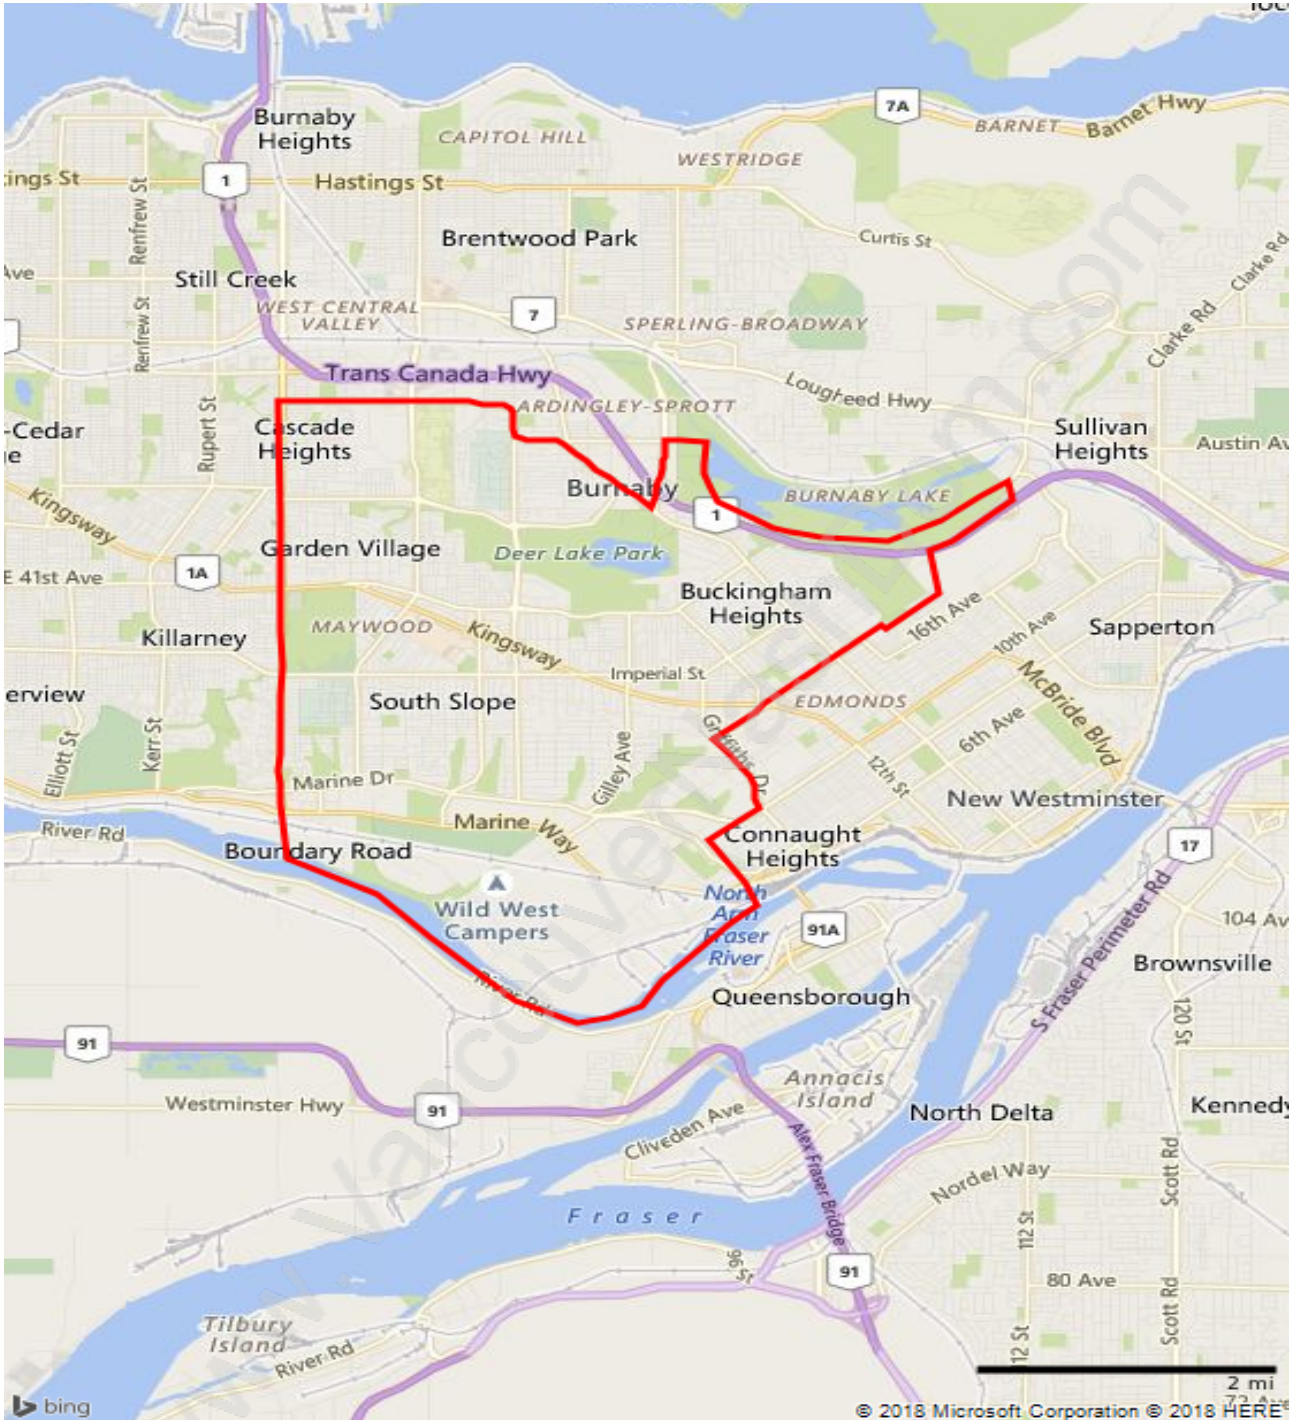 Burnaby
Heights
CAPITOL HILL
7A
BARNET
Barnet Hwy
WESTRIDGE
ings St
1
Hastings St
Renfrew St
Brentwood Park
Curtis St
Clarke Rd
Ave
Still Creek
WEST CENTRAL
VALLEY
7
SPERLING-BROADWAY
Renfrew St
Clarke Rd
Trans Canada Hwy
Lougheed Hwy
Rupert St
ARDINGLEY-SPROTT
-Cedar
e
Cascade
Heights
Sullivan
Heights
Austin Av
Kingsway
Burnaby
1
BURNABY LAKE
Garden Village
Deer Lake Park
E 41st Ave
1A
Buckingham
Heights
16th Ave
10th Ave
Sapperton
Killarney
MAYWOOD
Kingsway
Imperial St
McBride Blvd
erview
South Slope
EDMONDS
Elliott St
Kerr St
Griffiths Dr
6th Ave
12th St
Gilley Ave
Marine Dr
New Westminster
River Rd
Marine Way
Connaught
Heights
17
Boundary Road
Wild West
Campers
North
Arm
Fraser
River
91A
104 Av
S Fraser Perimeter Rd
Brownsville
River Rd
Queensborough
120 St
91
Annacis
Island
Westminster Hwy
91
North Delta
Kennedy
Cliveden Ave
Alex Fraser Bridge
Nordel Way
Scott Rd
Fraser
112 St
96 St
91
80 Ave
Scott Rd
Tilbury
Island
River Rd
12 St
2 mi
72 Ave
bing
© 2018 Microsoft Corporation © 2018 HERE